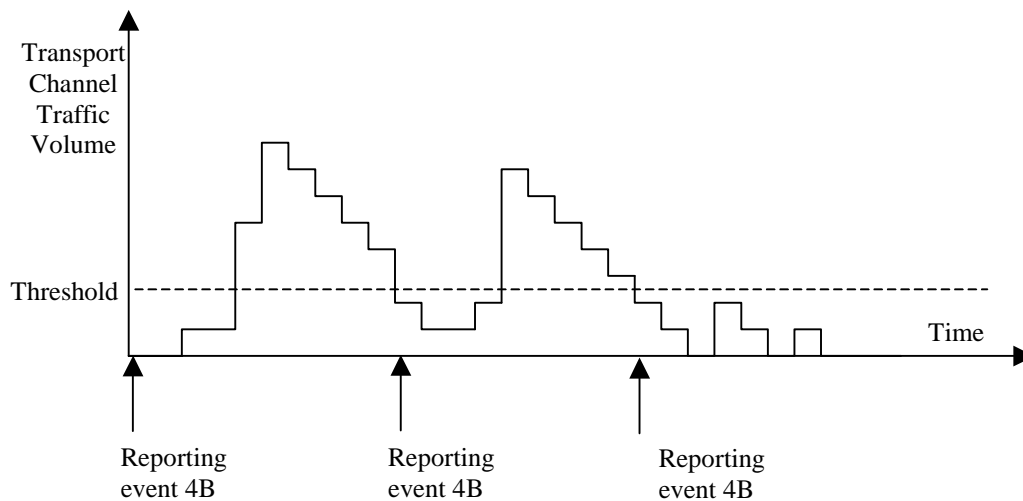 Transport
Channel
Traffic
Volume
Threshold
Time
Reporting
event 4B
Reporting
event 4B
Reporting
event 4B